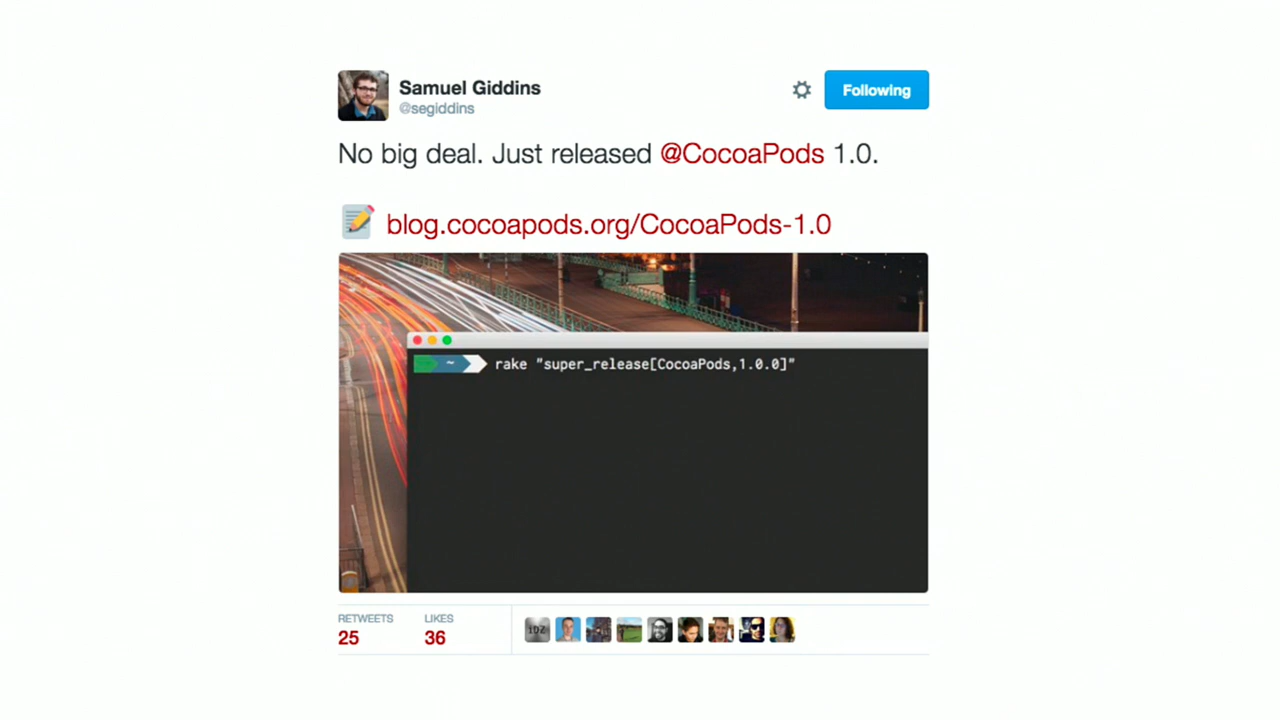 Samuel Giddins
@segiddins
Following
No big deal. Just released @CocoaPods 1.0.
blog.cocoapods.org/CocoaPods-1.0
~ rake "super_release[CocoaPods,1.0.0]"
RETWEETS LIKES
25 36
IDZ